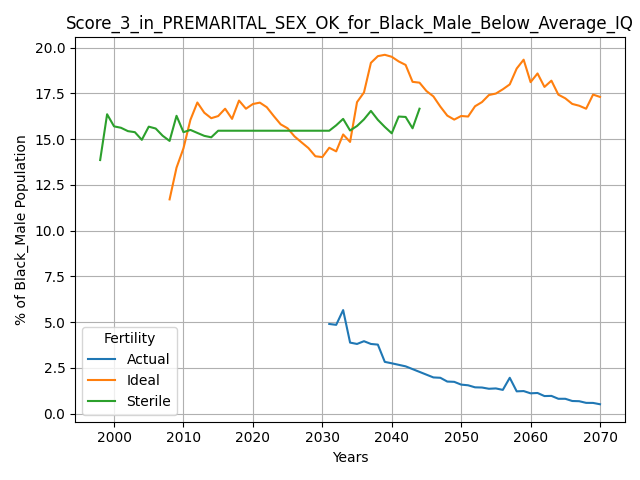 Score_3_in_PREMARITAL_SEX_OK_for_Black_Male_Below_Average_IQ
% of Black_Male Population
20.0
17.5
15.0
12.5
10.0
7.5
5.0
2.5
0.0
Fertility
Actual
Ideal
Sterile
2000 2010 2020 2030 2040 2050 2060 2070
Years